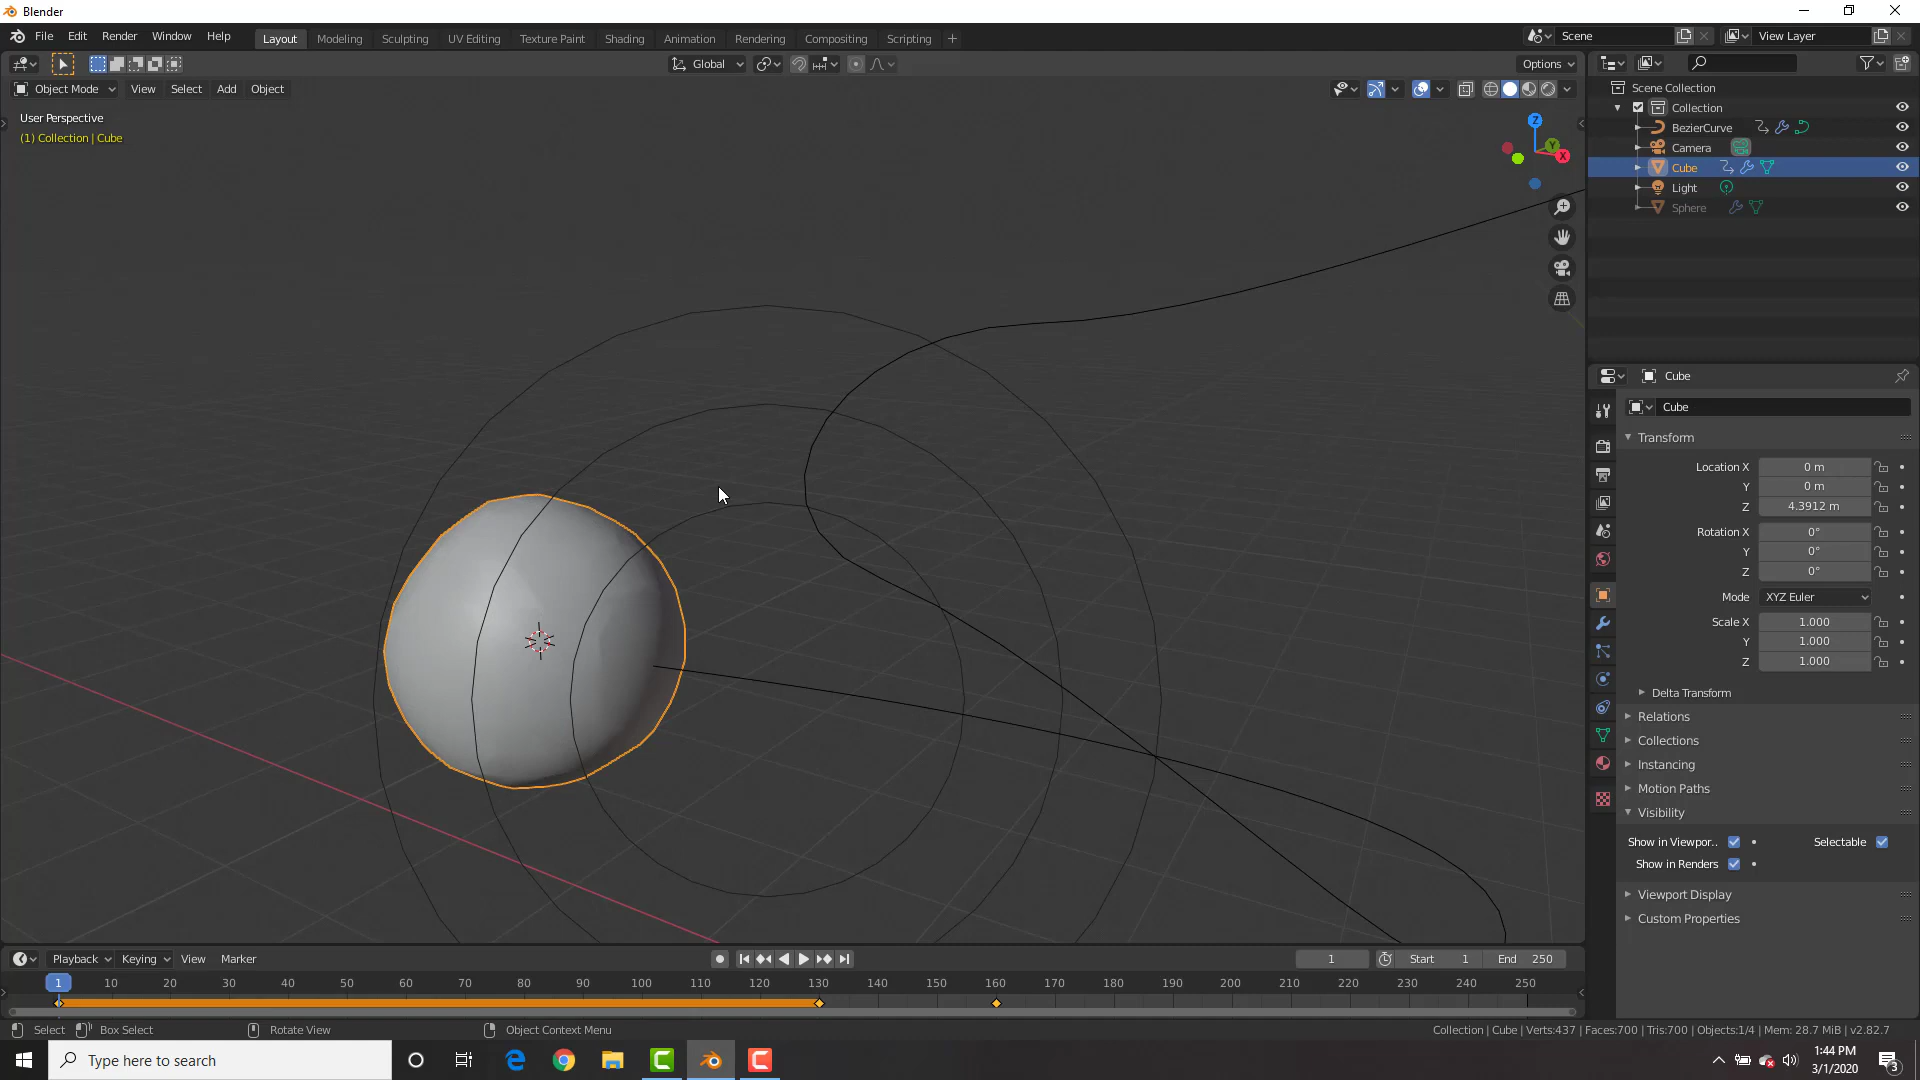 Blender
File Edit Render Window Help Layout Modeling Sculpting UV Editing Texture Paint Shading Animation Rendering Compositing Scripting + Scene View Layer
Global Options
Object Mode View Select Add Object
User Perspective
(1) Collection | Cube
Z
Y
X
Scene Collection
Collection
BezierCurve
Camera
Cube
Light
Sphere
Cube
Cube
Transform
Location X 0 m
Y 0 m
Z 4.3912 m
Rotation X 0°
Y 0°
Z 0°
Mode XYZ Euler
Scale X 1.000
Y 1.000
Z 1.000
Delta Transform
Relations
Collections
Instancing
Motion Paths
Visibility
Show in Viewpor.. Selectable
Show in Renders
Viewport Display
Custom Properties
Playback Keying View Marker 1 Start 1 End 250
1 10 20 30 40 50 60 70 80 90 100 110 120 130 140 150 160 170 180 190 200 210 220 230 240 250
Select Box Select Rotate View Object Context Menu Collection | Cube | Verts:437 | Faces:700 | Tris:700 | Objects:1/4 | Mem: 28.7 MiB | v2.82.7
Type here to search
1:44 PM
3/1/2020
3